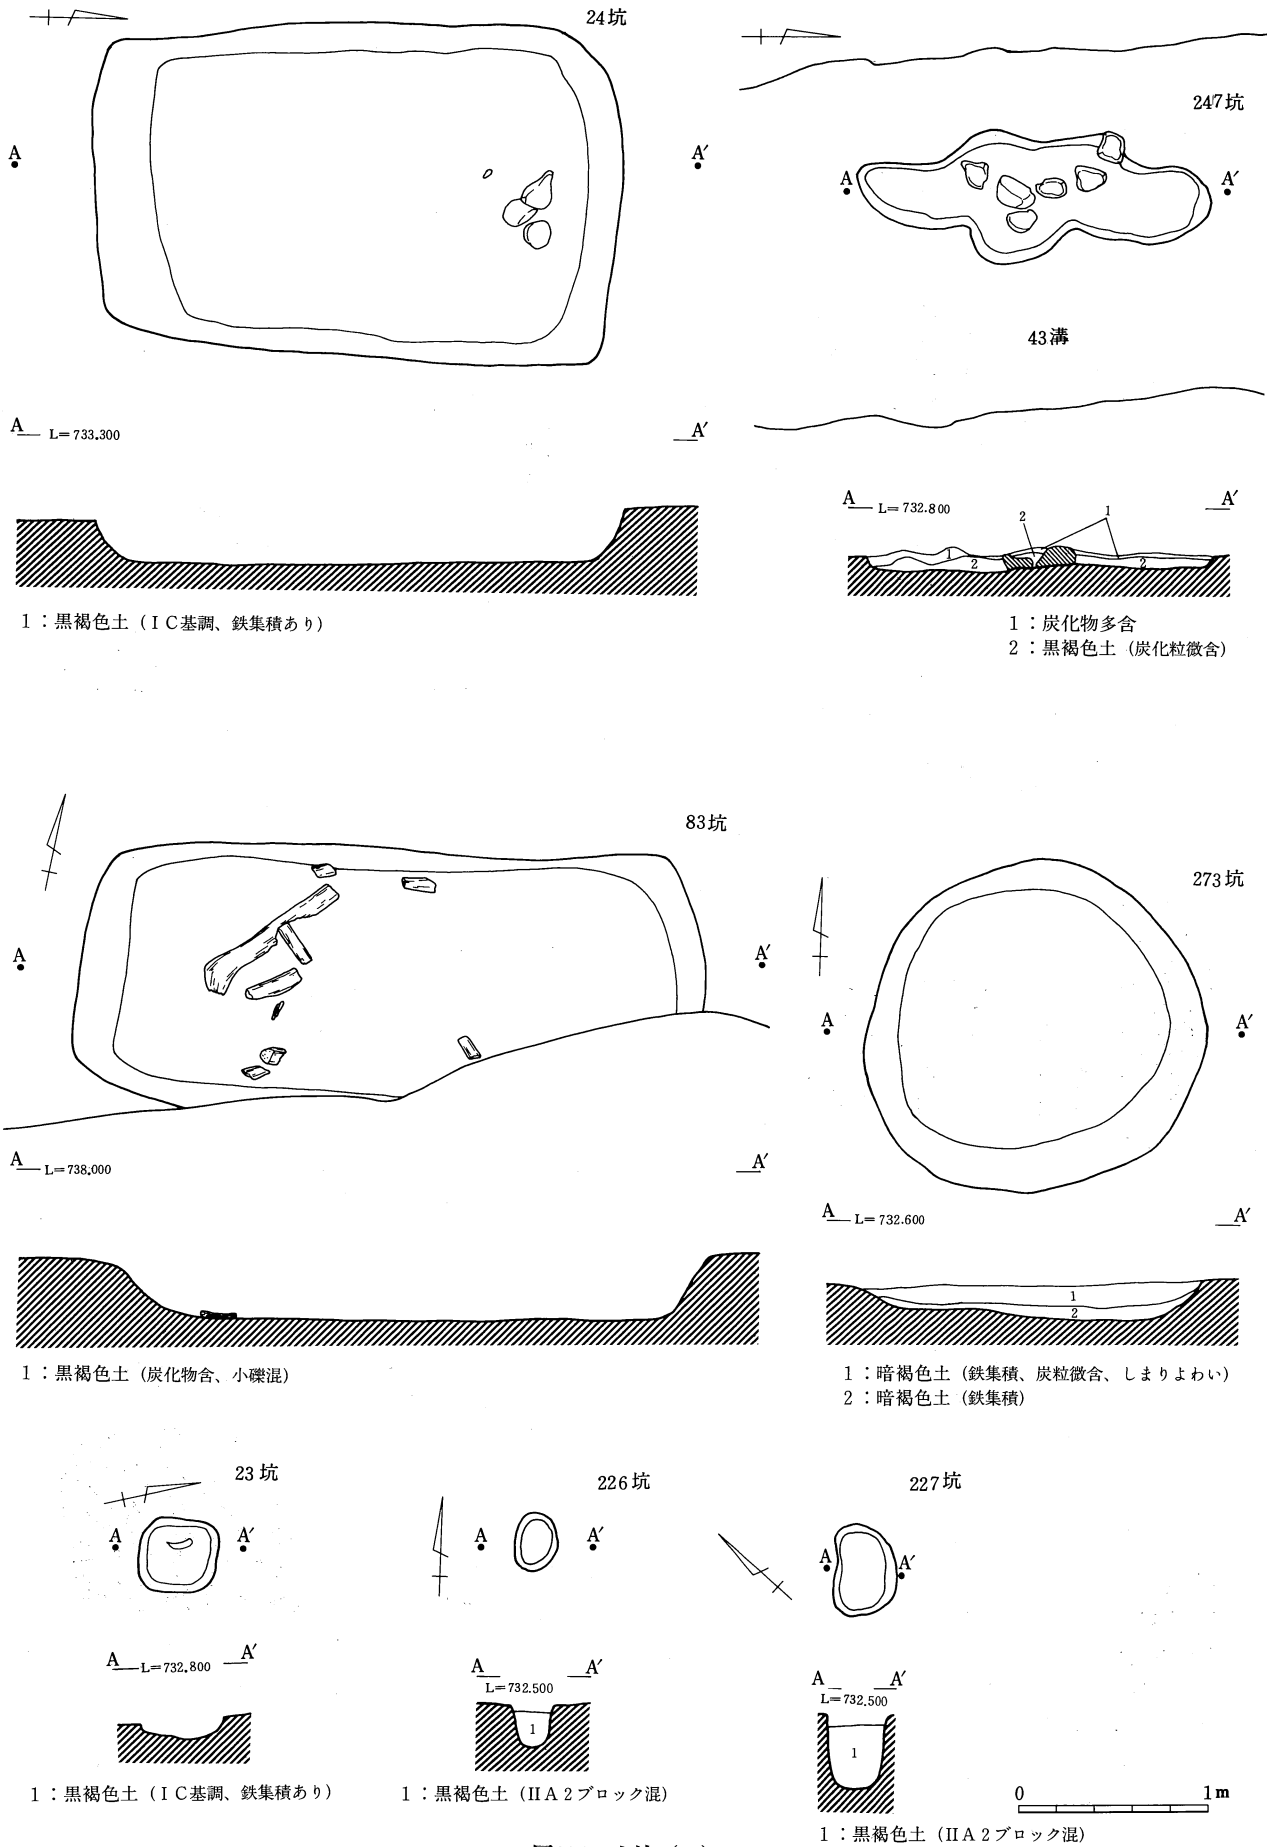 24坑
A
A′
A
L=733.300
A′
1：黒褐色土（ＩＣ基調、鉄集積あり）
247坑
A
A′
43溝
A
L=732.800
A′
2
1
1
2
2
1：炭化物多含
2：黒褐色土（炭化粒微含）
83坑
A
A′
A
L=738.000
A′
1：黒褐色土（炭化物含、小礫混）
273坑
A
A′
A
L=732.600
A′
1
2
1：暗褐色土（鉄集積、炭粒微含、しまりよわい）
2：暗褐色土（鉄集積）
23坑
A
A′
A
L=732.800
A′
1：黒褐色土（ＩＣ基調、鉄集積あり）
226坑
A
A′
A
A′
L=732.500
1
1：黒褐色土（IIＡ2ブロック混）
227坑
A
A′
A
A′
L=732.500
1
1：黒褐色土（IIＡ2ブロック混）
0
1m